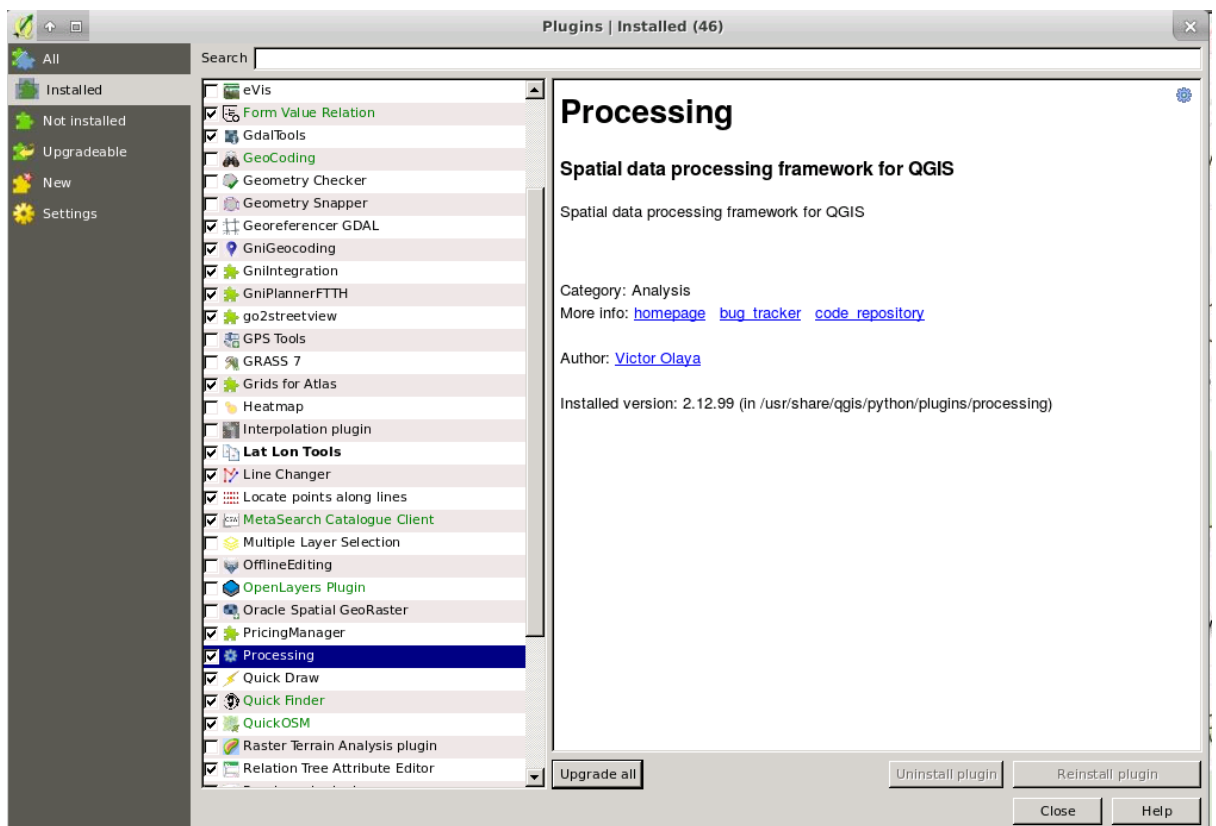 Plugins | Installed (46)
All
Installed
Not installed
Upgradeable
New
Settings
Search
eVis
Form Value Relation
GdalTools
GeoCoding
Geometry Checker
Geometry Snapper
Georeferencer GDAL
GniGeocoding
GniIntegration
GniPlannerFTTH
go2streetview
GPS Tools
GRASS 7
Grids for Atlas
Heatmap
Interpolation plugin
Lat Lon Tools
Line Changer
Locate points along lines
MetaSearch Catalogue Client
Multiple Layer Selection
OfflineEditing
OpenLayers Plugin
Oracle Spatial GeoRaster
PricingManager
Processing
Quick Draw
Quick Finder
QuickOSM
Raster Terrain Analysis plugin
Relation Tree Attribute Editor
Processing
Spatial data processing framework for QGIS
Spatial data processing framework for QGIS
Category: Analysis
More info: homepage bug tracker code repository
Author: Victor Olaya
Installed version: 2.12.99 (in /usr/share/qgis/python/plugins/processing)
Upgrade all
Uninstall plugin
Reinstall plugin
Close
Help